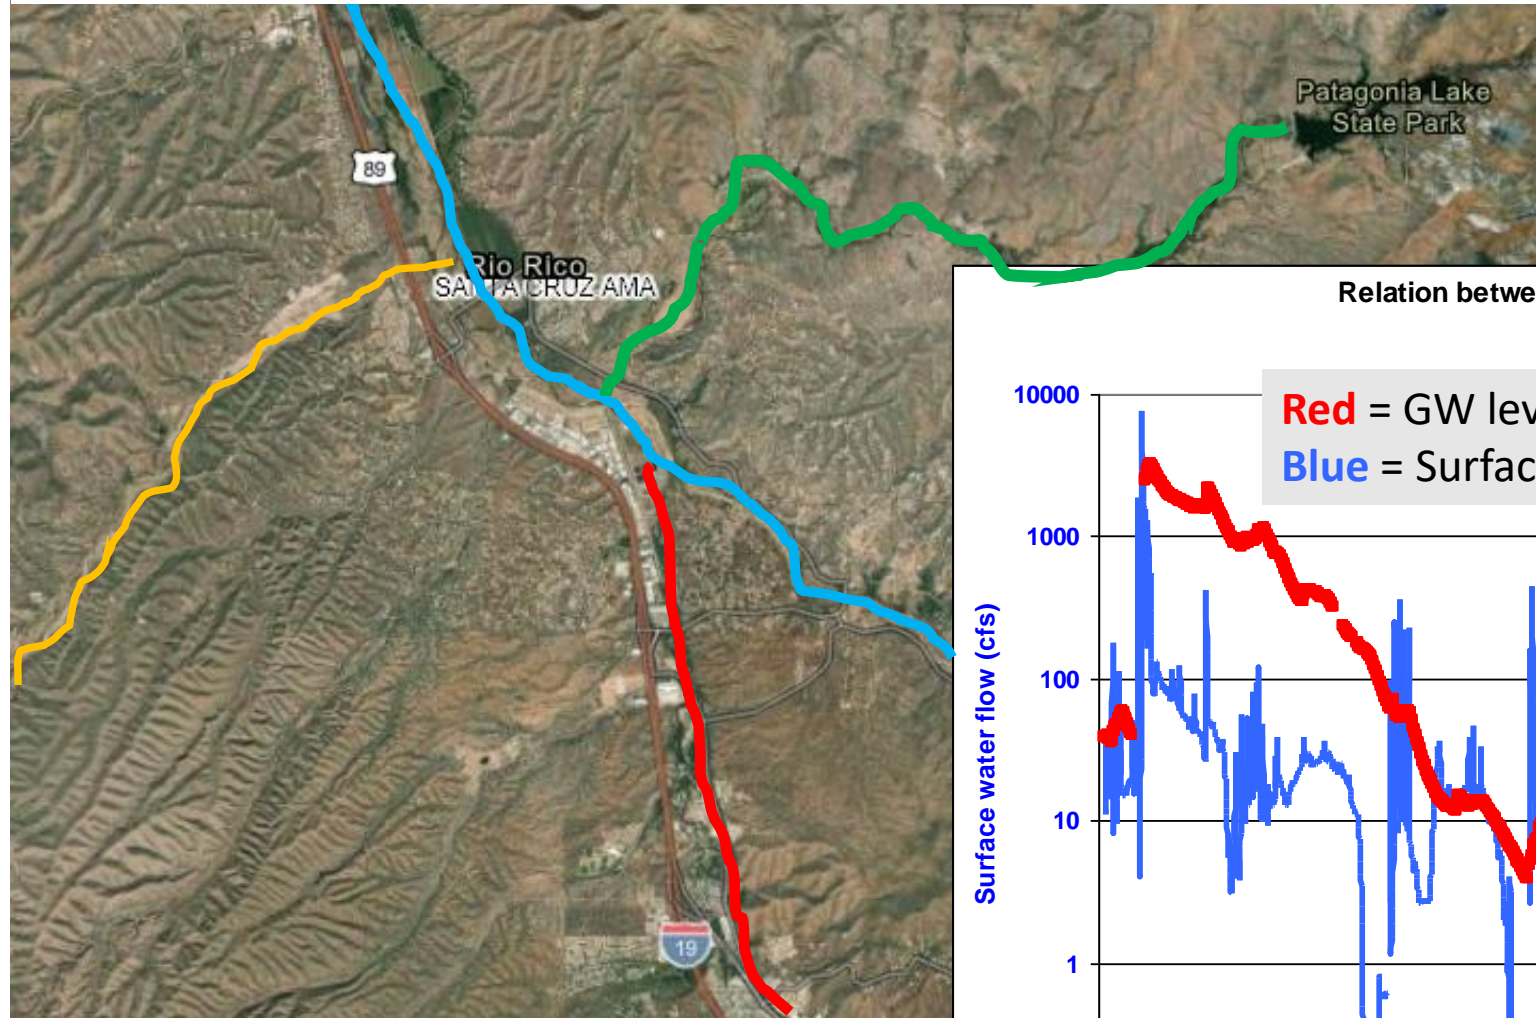 Patagonia Lake
State Park
89
Rio Rico
SANTA CRUZ AMA
19
Relation betwe
Red = GW lev
Blue = Surfac
Surface water flow (cfs)
10000
1000
100
10
1